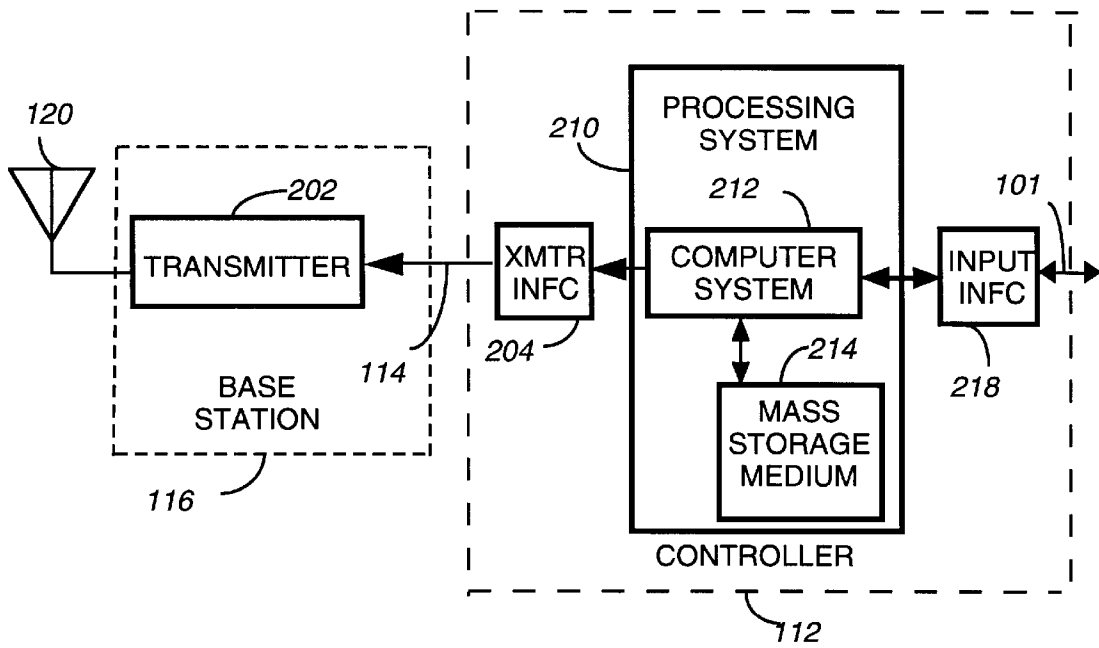 120
202
TRANSMITTER
BASE
STATION
116
114
XMTR
INFC
204
210
PROCESSING
SYSTEM
212
COMPUTER
SYSTEM
214
MASS
STORAGE
MEDIUM
CONTROLLER
112
101
INPUT
INFC
218